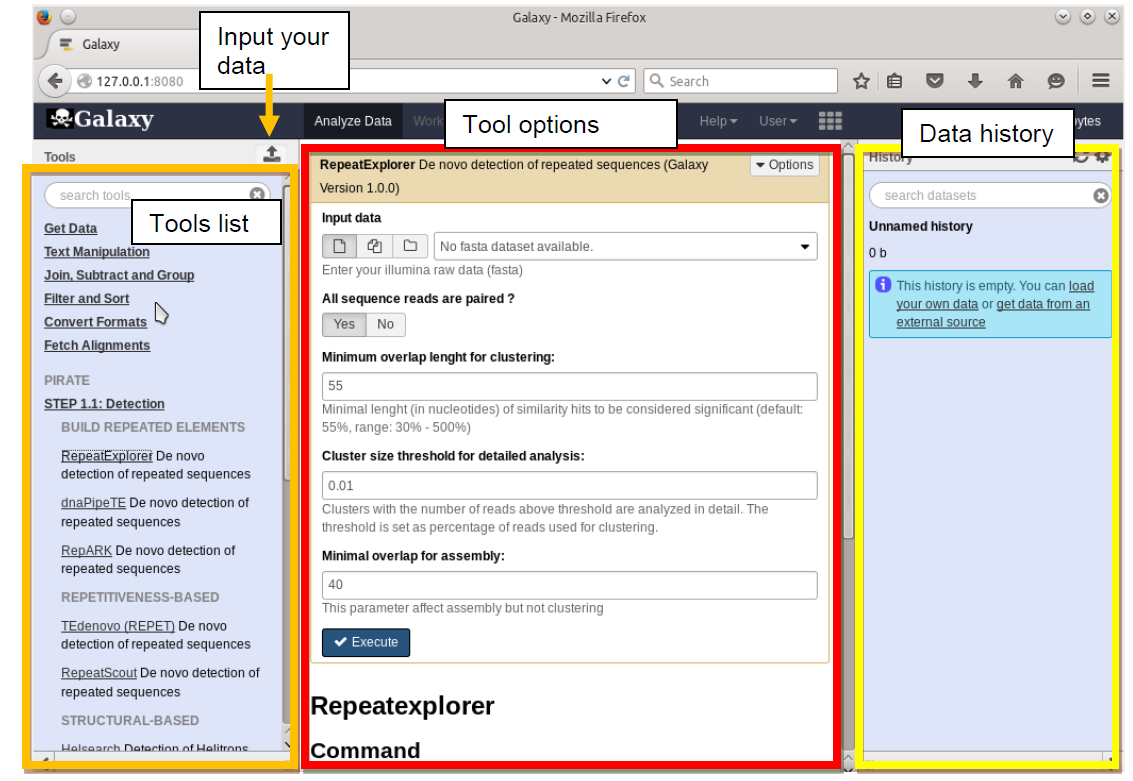 Galaxy - Mozilla Firefox
Galaxy
Input your
data
127.0.0.1:8080
Search
Galaxy
Analyze Data
Tool options
Help
User
Data history
Tools
search tools
Tools list
Get Data
Text Manipulation
Join, Subtract and Group
Filter and Sort
Convert Formats
Fetch Alignments
PIRATE
STEP 1.1: Detection
BUILD REPEATED ELEMENTS
RepeatExplorer De novo
detection of repeated sequences
dnaPipeTE De novo detection of
repeated sequences
RepARK De novo detection of
repeated sequences
REPETITIVENESS-BASED
TEdenovo (REPET) De novo
detection of repeated sequences
RepeatScout De novo detection of
repeated sequences
STRUCTURAL-BASED
Helsearch Detection of Helitrons
RepeatExplorer De novo detection of repeated sequences (Galaxy
Version 1.0.0)
Options
Input data
No fasta dataset available.
Enter your illumina raw data (fasta)
All sequence reads are paired ?
Yes No
Minimum overlap lenght for clustering:
55
Minimal lenght (in nucleotides) of similarity hits to be considered significant (default:
55%, range: 30% - 500%)
Cluster size threshold for detailed analysis:
0.01
Clusters with the number of reads above threshold are analyzed in detail. The
threshold is set as percentage of reads used for clustering.
Minimal overlap for assembly:
40
This parameter affect assembly but not clustering
Execute
Repeatexplorer
Command
History
search datasets
Unnamed history
0 b
This history is empty. You can load
your own data or get data from an
external source